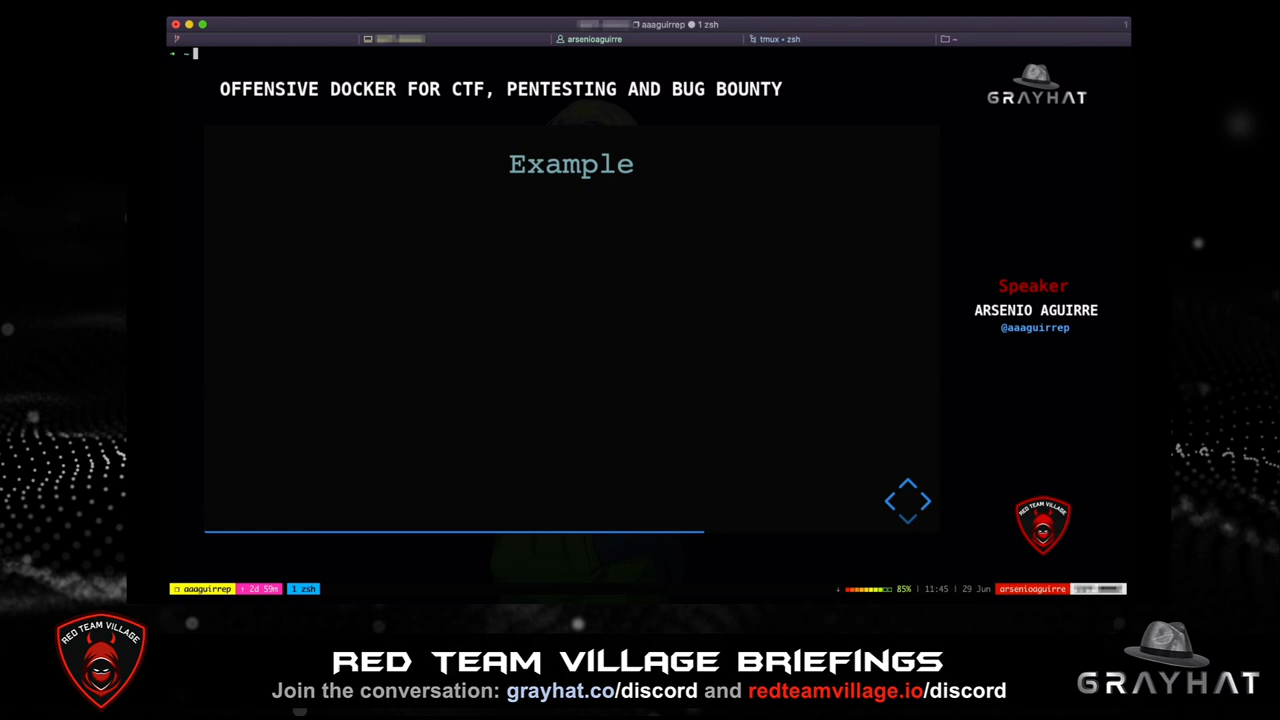 aaaguirrep ● 1 zsh
1
arsenioaguirre
tmux - zsh
~
➜ ~
OFFENSIVE DOCKER FOR CTF, PENTESTING AND BUG BOUNTY
GRAYHAT
Example
Speaker
ARSENIO AGUIRRE
@aaaguirrep
RED TEAM VILLAGE
❐ aaaguirrep ↑ 2d 59m 1 zsh
↓ 85% | 11:45 | 29 Jun arsenioaguirre
RED TEAM VILLAGE
RED TEAM VILLAGE BRIEFINGS
Join the conversation: grayhat.co/discord and redteamvillage.io/discord
GRAYHAT